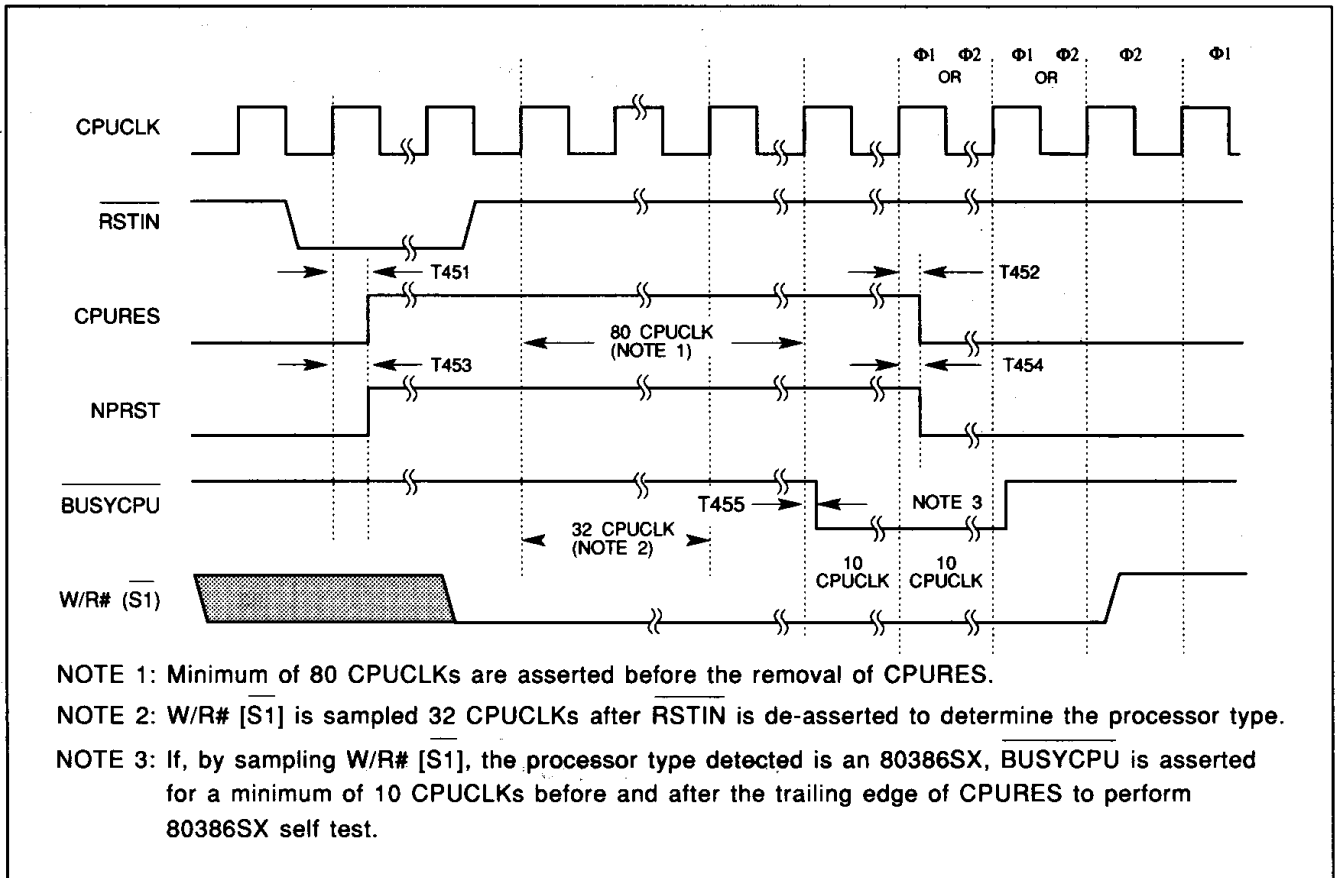 Φ1 Φ2 Φ1 Φ2 Φ2 Φ1
OR OR
CPUCLK
RSTIN
T451 T452
CPURES
80 CPUCLK
(NOTE 1)
T453 T454
NPRST
BUSYCPU
T455 NOTE 3
32 CPUCLK
(NOTE 2)
10 10
CPUCLK CPUCLK
W/R# (S1)
NOTE 1: Minimum of 80 CPUCLKs are asserted before the removal of CPURES.
NOTE 2: W/R# [S1] is sampled 32 CPUCLKs after RSTIN is de-asserted to determine the processor type.
NOTE 3: If, by sampling W/R# [S1], the processor type detected is an 80386SX, BUSYCPU is asserted
for a minimum of 10 CPUCLKs before and after the trailing edge of CPURES to perform
80386SX self test.